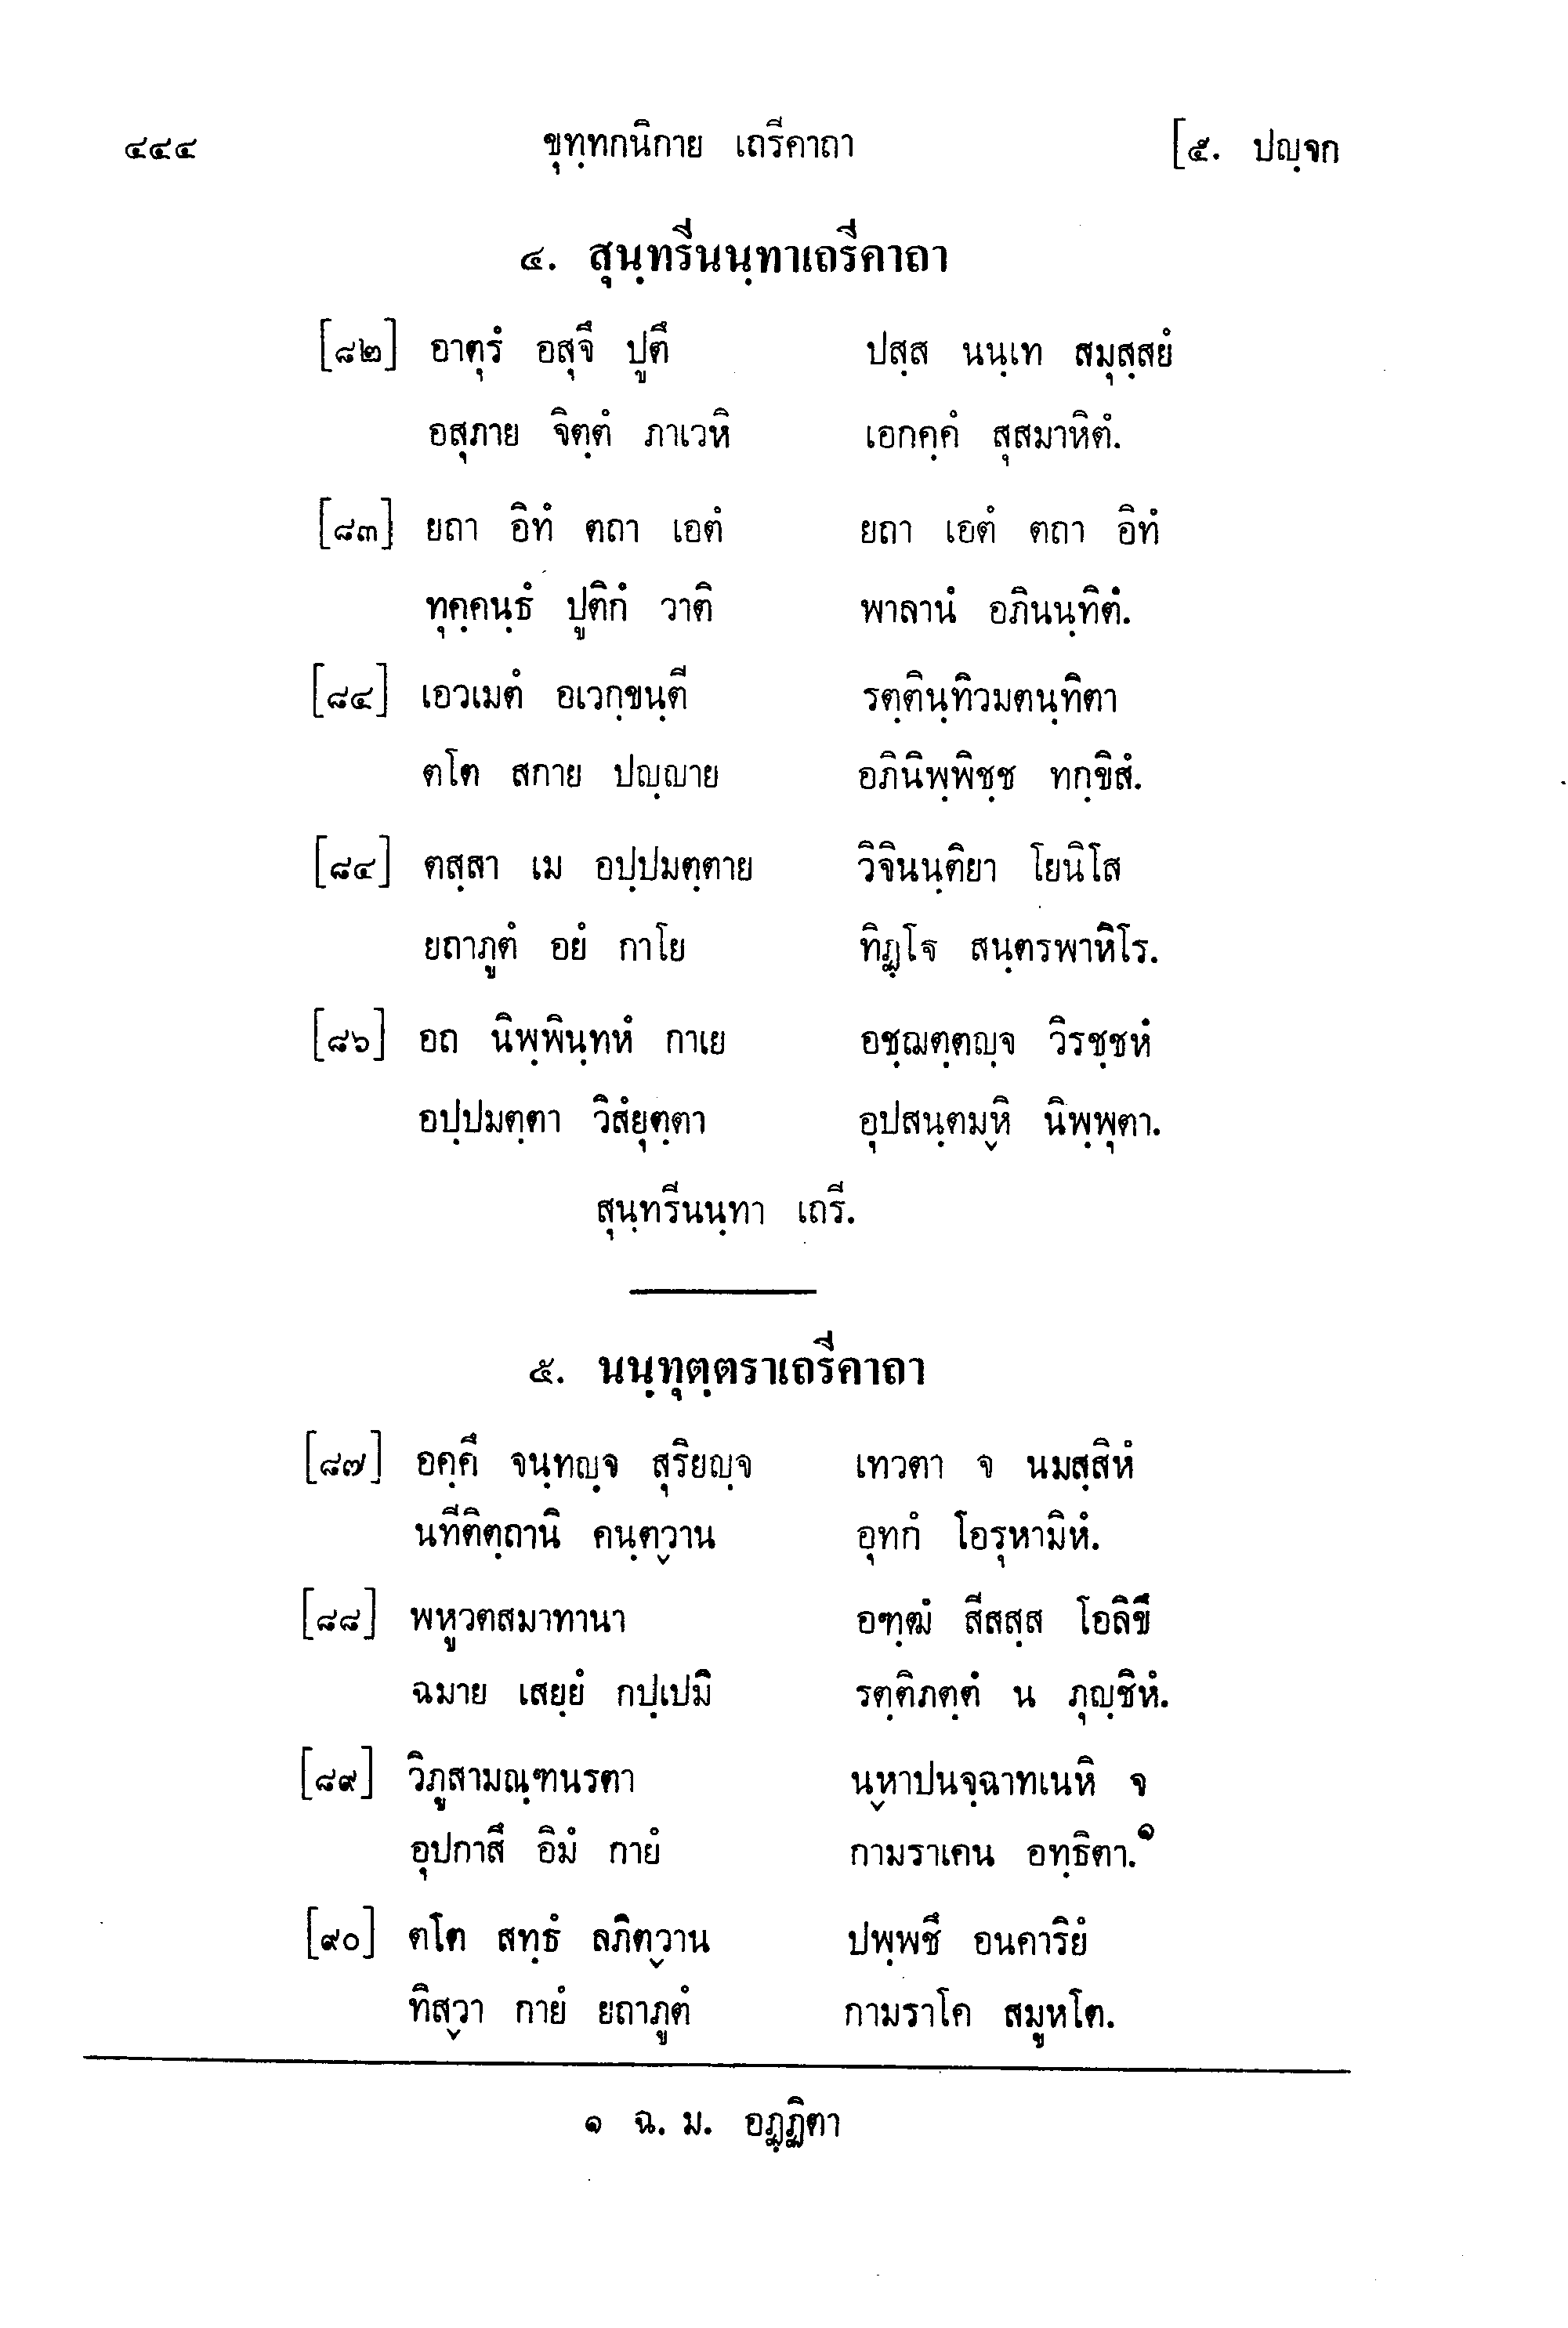 ๔๔๔ ขุทฺทกนิกาย เถรีคาถา [๕. ปญฺจก
๔. สุนฺทรีนนฺทาเถรีคาถา
[๘๒] อาตุรํ อสุจึ ปูตึ ปสฺส นนฺเท สมุสฺสยํ
อสุภาย จิตฺตํ ภาเวหิ เอกคฺคํ สุสมาหิตํ.
[๘๓] ยถา อิทํ ตถา เอตํ ยถา เอตํ ตถา อิทํ
ทุคฺคนฺธํ ปูติกํ วาติ พาลานํ อภินนฺทิตํ.
[๘๔] เอวเมตํ อเวกฺขนฺตี รตฺตินฺทิวมตนฺทิตา
ตโต สกาย ปญฺญาย อภินิพฺพิชฺช ทกฺขิสํ.
[๘๔] ตสฺสา เม อปฺปมตฺตาย วิจินนฺติยา โยนิโส
ยถาภูตํ อยํ กาโย ทิฏฺโฐ สนฺตรพาหิโร.
[๘๖] อถ นิพฺพินฺทหํ กาเย อชฺฌตฺตญฺจ วิรชฺชหํ
อปฺปมตฺตา วิสํยุตฺตา อุปสนฺตมฺหิ นิพฺพุตา.
สุนฺทรีนนฺทา เถรี.
๕. นนฺทุตฺตราเถรีคาถา
[๘๗] อคฺคึ จนฺทญฺจ สุริยญฺจ เทวตา จ นมสฺสิหํ
นทีติตฺถานิ คนฺตฺวาน อุทกํ โอรุหามิหํ.
[๘๘] พหูวตสมาทานา อฑฺฒํ สีสสฺส โอลิขึ
ฉมาย เสยฺยํ กปฺเปมิ รตฺติภตฺตํ น ภุญฺชิหํ.
[๘๙] วิภูสามณฺฑนรตา นฺหาปนจฺฉาทเนหิ จ
อุปกาสึ อิมํ กายํ กามราเคน อทฺธิตา.๑
[๙๐] ตโต สทฺธํ ลภิตฺวาน ปพฺพชึ อนคาริยํ
ทิสฺวา กายํ ยถาภูตํ กามราโค สมูหโต.
๑ ฉ. ม. อฏฺฏิตา